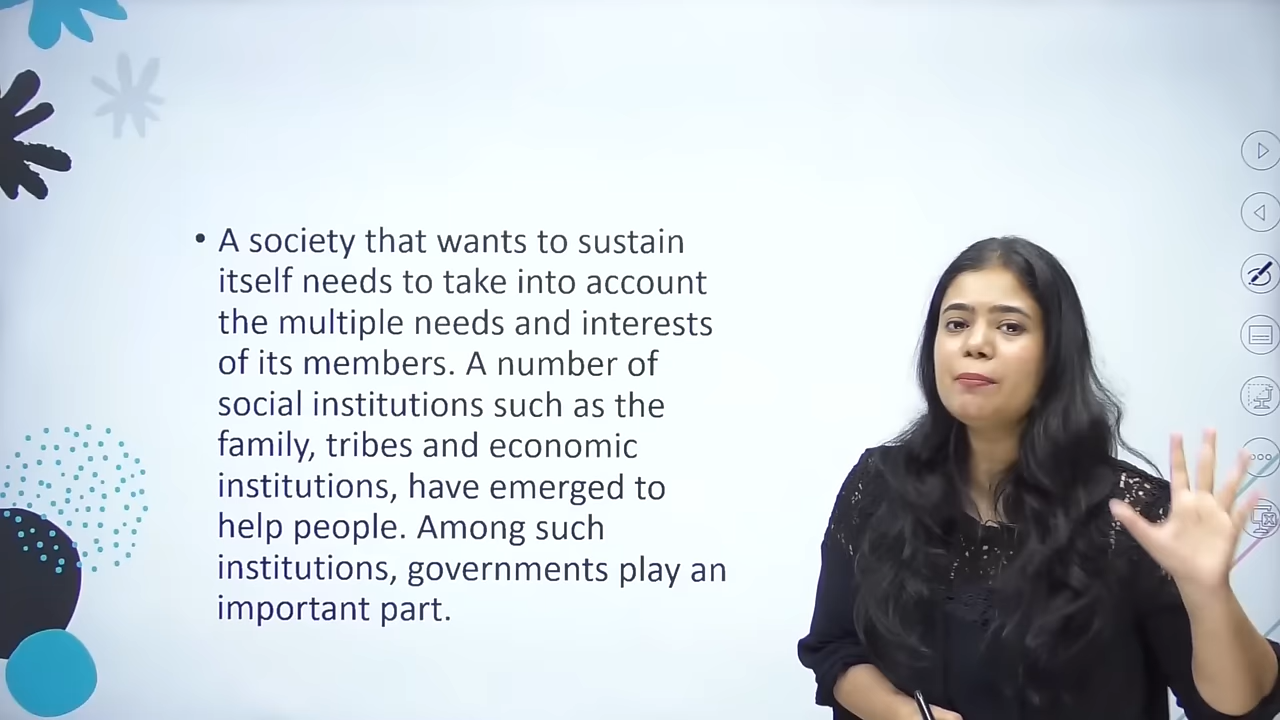 • A society that wants to sustain
itself needs to take into account
the multiple needs and interests
of its members. A number of
social institutions such as the
family, tribes and economic
institutions, have emerged to
help people. Among such
institutions, governments play an
important part.